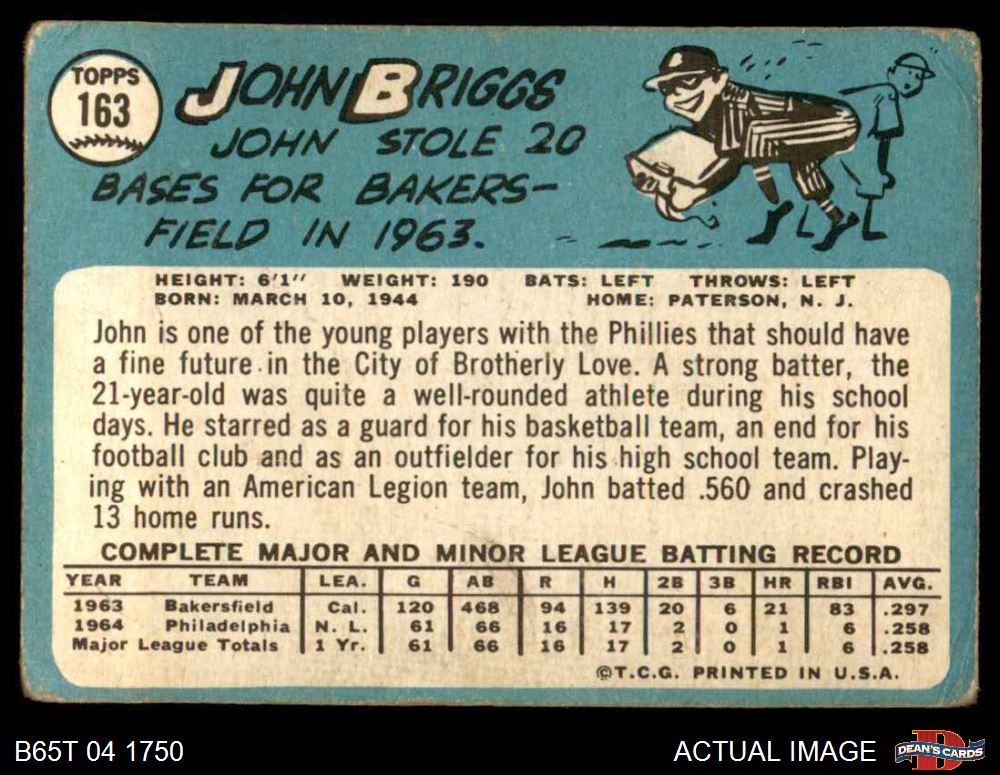 TOPPS
163
JOHN BRIGGS
JOHN STOLE 20
BASES FOR BAKERS-
FIELD IN 1963.
HEIGHT: 6'1" WEIGHT: 190 BATS: LEFT THROWS: LEFT
BORN: MARCH 10, 1944 HOME: PATERSON, N. J.
John is one of the young players with the Phillies that should have
a fine future in the City of Brotherly Love. A strong batter, the
21-year-old was quite a well-rounded athlete during his school
days. He starred as a guard for his basketball team, an end for his
football club and as an outfielder for his high school team. Play-
ing with an American Legion team, John batted .560 and crashed
13 home runs.
COMPLETE MAJOR AND MINOR LEAGUE BATTING RECORD
YEAR TEAM LEA. G AB R H 2B 3B HR RBI AVG.
1963 Bakersfield Cal. 120 468 94 139 20 6 21 83 .297
1964 Philadelphia N. L. 61 66 16 17 2 0 1 6 .258
Major League Totals 1 Yr. 61 66 16 17 2 0 1 6 .258
©T.C.G. PRINTED IN U.S.A.
B65T 04 1750
ACTUAL IMAGE
D
DEAN'S CARDS